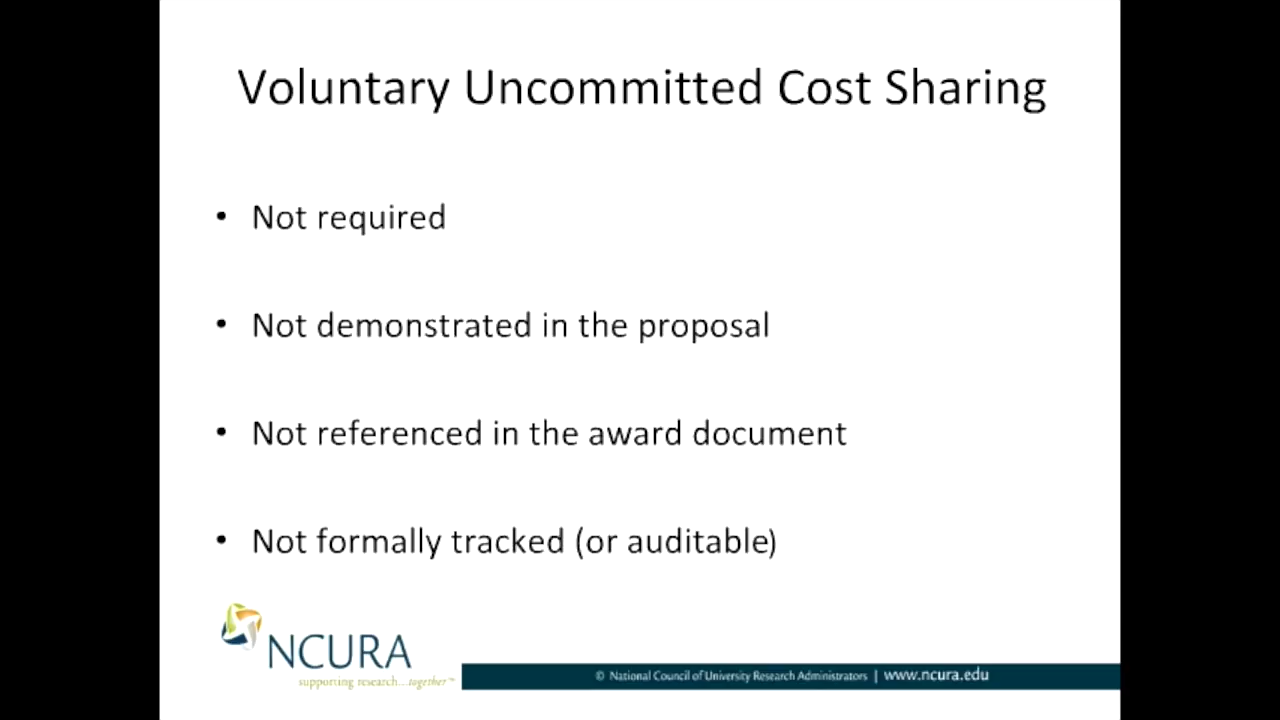 Voluntary Uncommitted Cost Sharing
• Not required
• Not demonstrated in the proposal
• Not referenced in the award document
• Not formally tracked (or auditable)
NCURA
supporting research...together™
© National Council of University Research Administrators | www.ncura.edu